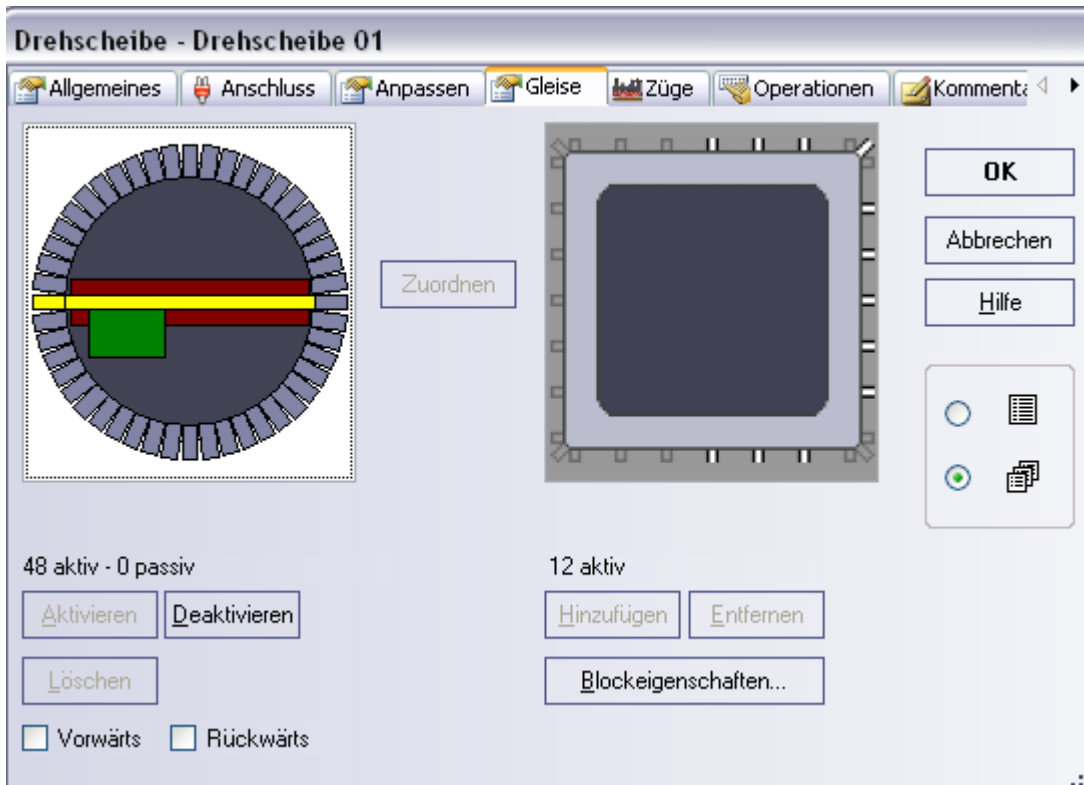 Drehscheibe - Drehscheibe 01
Allgemeines Anschluss Anpassen Gleise Züge Operationen Kommenta
OK
Abbrechen
Zuordnen
Hilfe
48 aktiv - 0 passiv 12 aktiv
Aktivieren Deaktivieren Hinzufügen Entfernen
Löschen Blockeigenschaften...
Vorwärts Rückwärts